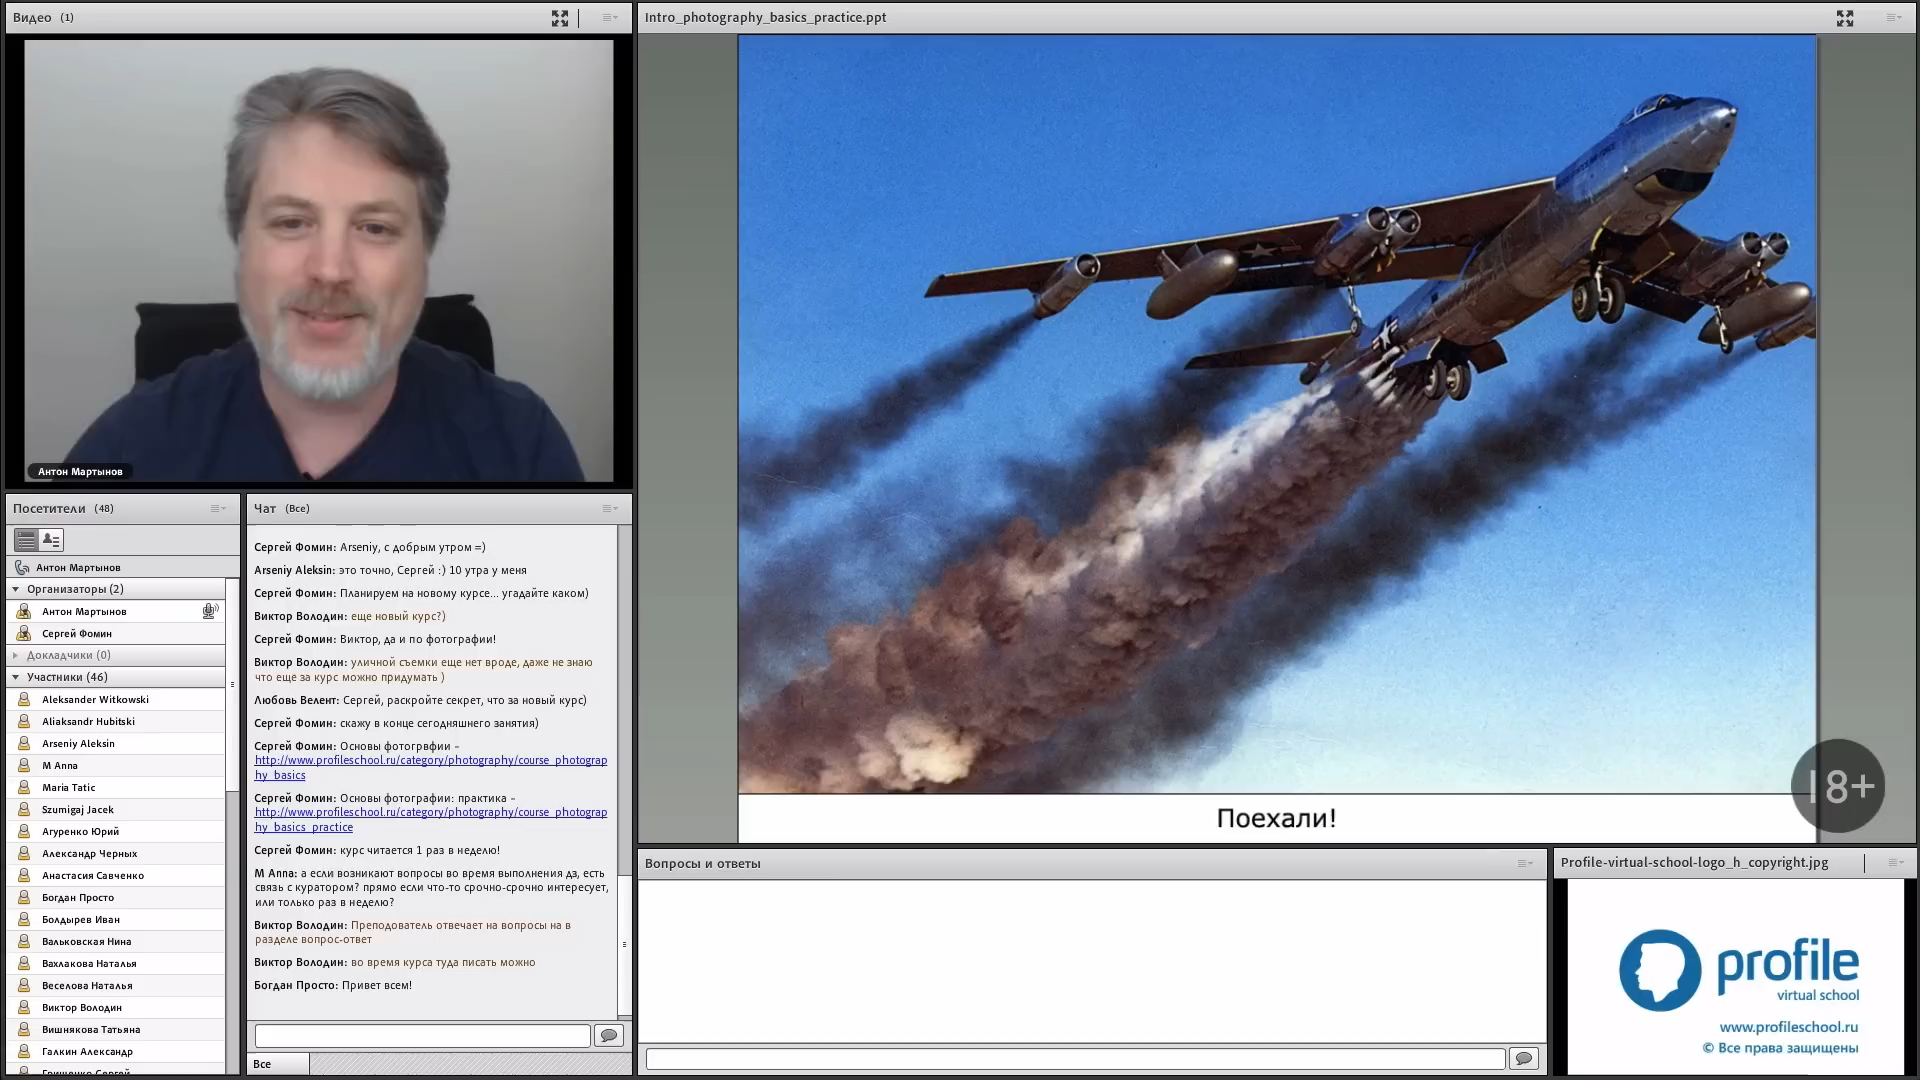 Видео (1)
Антон Мартынов
Посетители (48)
Антон Мартынов
Организаторы (2)
Антон Мартынов
Сергей Фомин
Докладчики (0)
Участники (46)
Aleksander Witkowski
Aliaksandr Hubitski
Arseniy Aleksin
M Anna
Maria Tatic
Szumigaj Jacek
Агуренко Юрий
Александр Черных
Анастасия Савченко
Богдан Просто
Болдырев Иван
Вальковская Нина
Вахлакова Наталья
Веселова Наталья
Виктор Володин
Вишнякова Татьяна
Галкин Александр
Чат (Все)
Сергей Фомин: Arseniy, с добрым утром =)
Arseniy Aleksin: это точно, Сергей :) 10 утра у меня
Сергей Фомин: Планируем на новому курсе... угадайте каком)
Виктор Володин: еще новый курс?)
Сергей Фомин: Виктор, да и по фотографии!
Виктор Володин: уличной съемки еще нет вроде, даже не знаю
что еще за курс можно придумать )
Любовь Велент: Сергей, раскройте секрет, что за новый курс)
Сергей Фомин: скажу в конце сегодняшнего занятия)
Сергей Фомин: Основы фотогрвфии –
http://www.profileschool.ru/category/photography/course_photograp
hy_basics
Сергей Фомин: Основы фотографии: практика –
http://www.profileschool.ru/category/photography/course_photograp
hy_basics_practice
Сергей Фомин: курс читается 1 раз в неделю!
M Anna: а если возникают вопросы во время выполнения дз, есть
связь с куратором? прямо если что-то срочно-срочно интересует,
или только раз в неделю?
Виктор Володин: Преподователь отвечает на вопросы на в
разделе вопрос-ответ
Виктор Володин: во время курса туда писать можно
Богдан Просто: Привет всем!
Все
Intro_photography_basics_practice.ppt
18+
Поехали!
Вопросы и ответы
Profile-virtual-school-logo_h_copyright.jpg
profile
virtual school
www.profileschool.ru
© Все права защищены